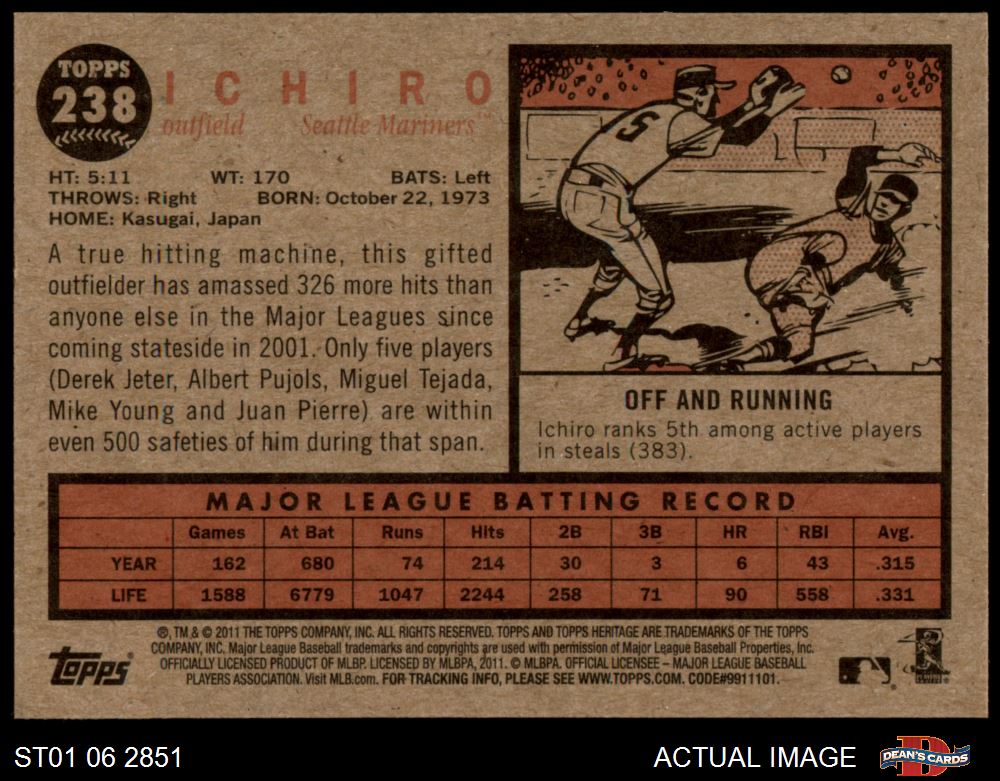 TOPPS
238
ICHIRO
outfield Seattle Mariners™
HT: 5:11 WT: 170 BATS: Left
THROWS: Right BORN: October 22, 1973
HOME: Kasugai, Japan
A true hitting machine, this gifted
outfielder has amassed 326 more hits than
anyone else in the Major Leagues since
coming stateside in 2001. Only five players
(Derek Jeter, Albert Pujols, Miguel Tejada,
Mike Young and Juan Pierre) are within
even 500 safeties of him during that span.
5
OFF AND RUNNING
Ichiro ranks 5th among active players
in steals (383).
MAJOR LEAGUE BATTING RECORD
Games At Bat Runs Hits 2B 3B HR RBI Avg.
YEAR 162 680 74 214 30 3 6 43 .315
LIFE 1588 6779 1047 2244 258 71 90 558 .331
®, TM & © 2011 THE TOPPS COMPANY, INC. ALL RIGHTS RESERVED. TOPPS AND TOPPS HERITAGE ARE TRADEMARKS OF THE TOPPS
COMPANY, INC. Major League Baseball trademarks and copyrights are used with permission of Major League Baseball Properties, Inc.
OFFICIALLY LICENSED PRODUCT OF MLBP. LICENSED BY MLBPA, 2011. © MLBPA. OFFICIAL LICENSEE – MAJOR LEAGUE BASEBALL
PLAYERS ASSOCIATION. Visit MLB.com. FOR TRACKING INFO, PLEASE SEE WWW.TOPPS.COM. CODE#9911101.
Topps
ST01 06 2851 ACTUAL IMAGE DEAN'S CARDS